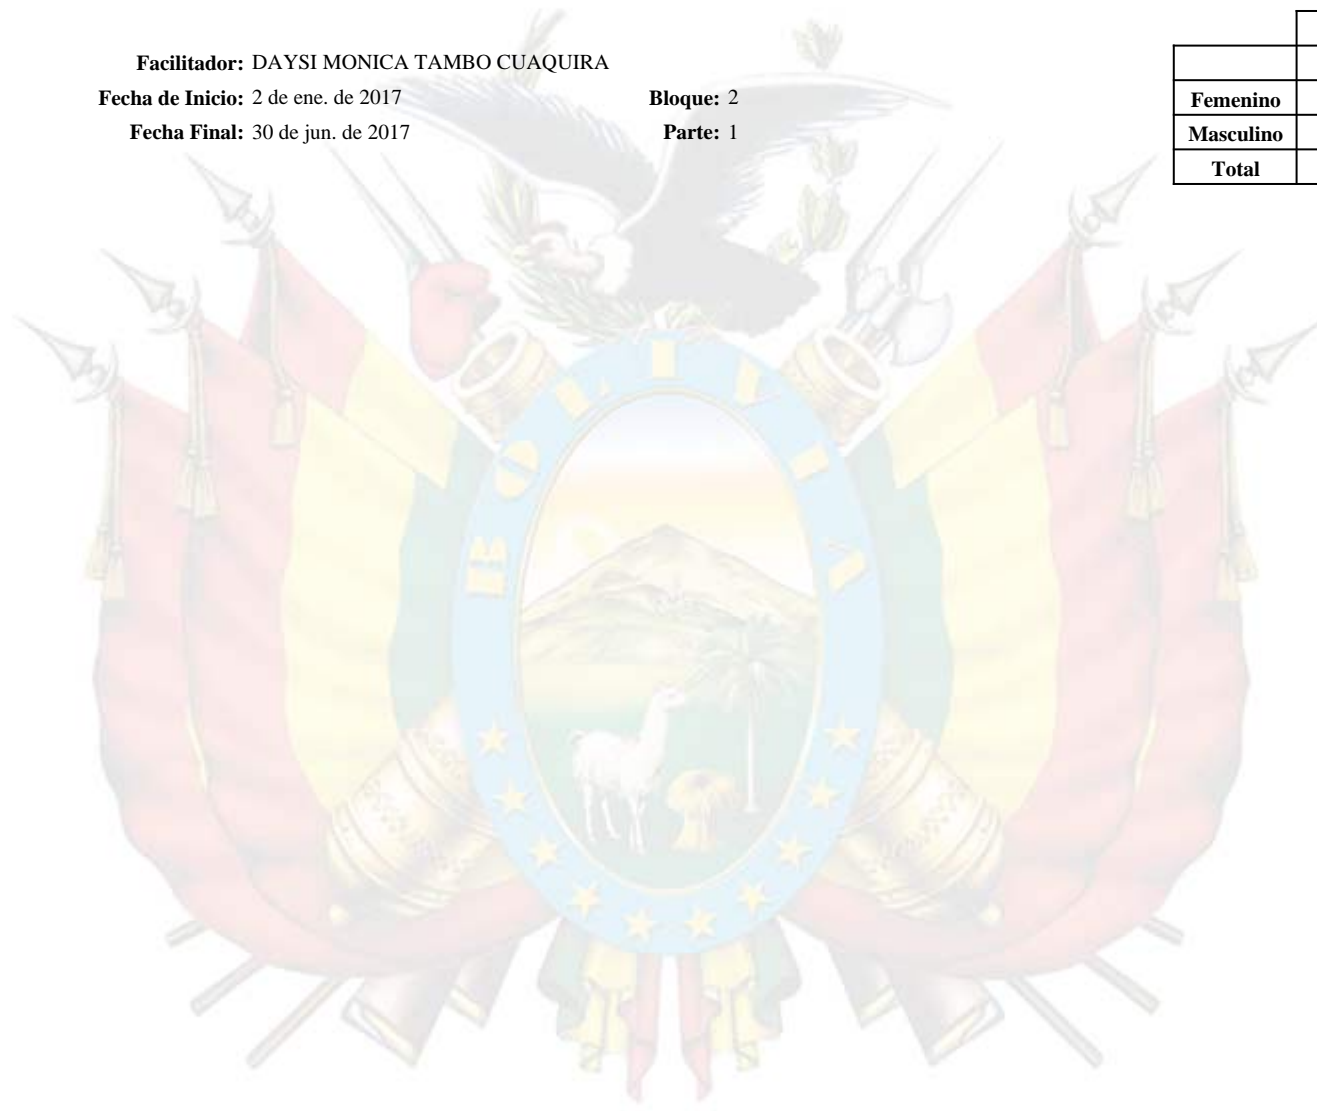 Facilitador: DAYSI MONICA TAMBO CUAQUIRA
Fecha de Inicio: 2 de ene. de 2017 Bloque: 2
Fecha Final: 30 de jun. de 2017 Parte: 1
Femenino
Masculino
Total
BOLIVIA